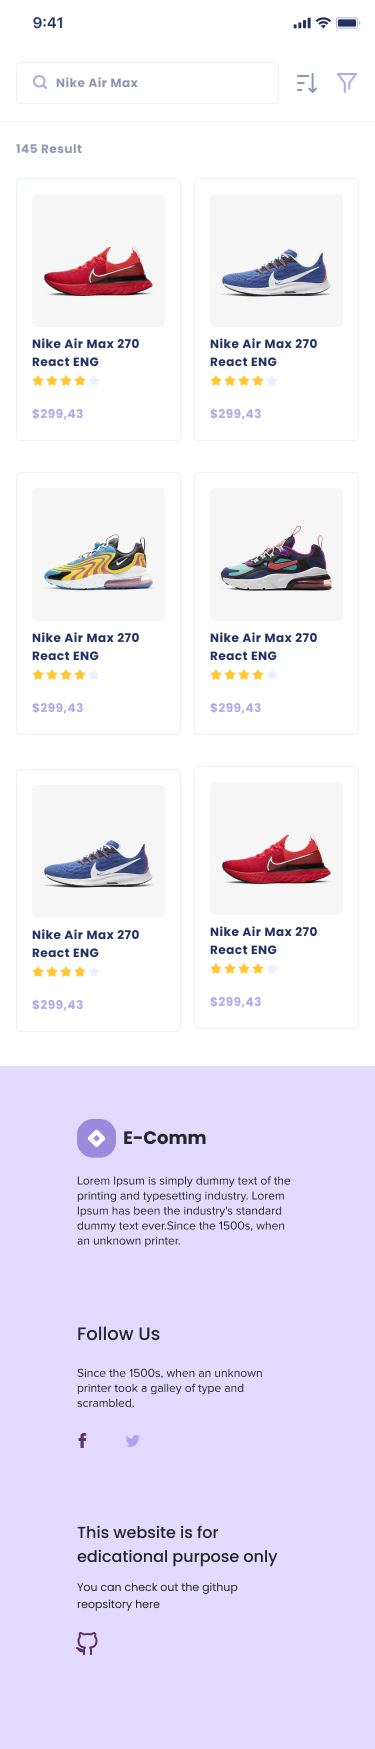 9:41
Nike Air Max
145 Result
Nike Air Max 270
React ENG
$299,43
Nike Air Max 270
React ENG
$299,43
Nike Air Max 270
React ENG
$299,43
Nike Air Max 270
React ENG
$299,43
Nike Air Max 270
React ENG
$299,43
Nike Air Max 270
React ENG
$299,43
E-Comm
Lorem Ipsum is simply dummy text of the
printing and typesetting industry. Lorem
Ipsum has been the industry's standard
dummy text ever.Since the 1500s, when
an unknown printer.
Follow Us
Since the 1500s, when an unknown
printer took a galley of type and
scrambled.
This website is for
edicational purpose only
You can check out the githup
reopsitory here